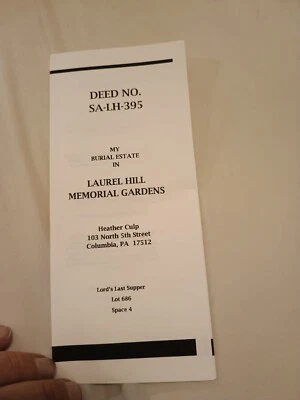 DEED NO.
SA-LH-395
MY
BURIAL ESTATE
IN
LAUREL HILL
MEMORIAL GARDENS
Heather Culp
103 North 5th Street
Columbia, PA 17512
Lord's Last Supper
Lot 686
Space 4